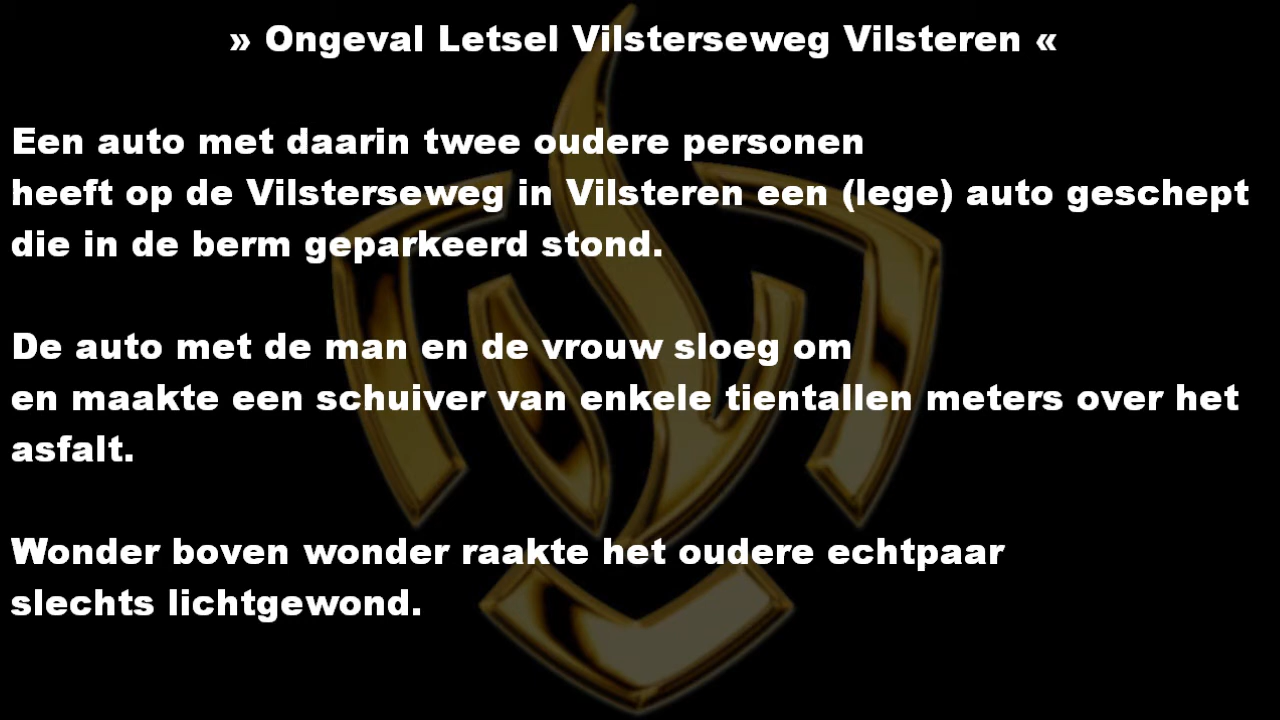 » Ongeval Letsel Vilsterseweg Vilsteren «
Een auto met daarin twee oudere personen
heeft op de Vilsterseweg in Vilsteren een (lege) auto geschept
die in de berm geparkeerd stond.
De auto met de man en de vrouw sloeg om
en maakte een schuiver van enkele tientallen meters over het
asfalt.
Wonder boven wonder raakte het oudere echtpaar
slechts lichtgewond.